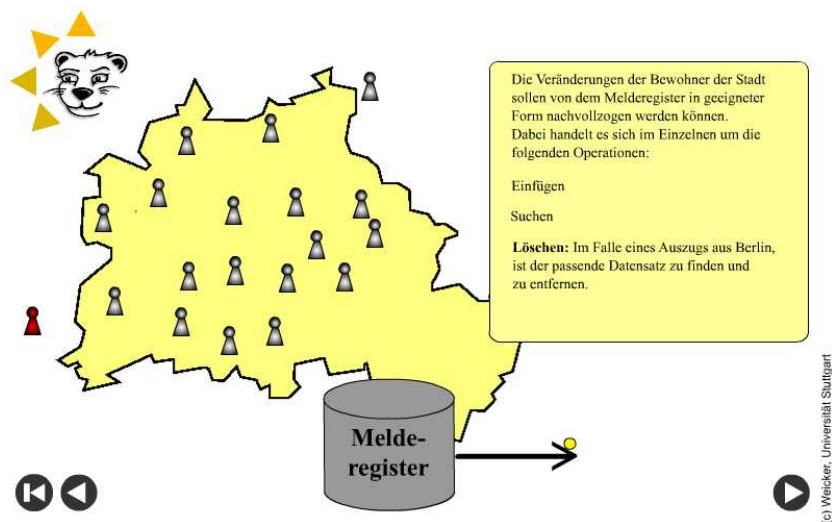 Die Veränderungen der Bewohner der Stadt
sollen von dem Melderegister in geeigneter
Form nachvollzogen werden können.
Dabei handelt es sich im Einzelnen um die
folgenden Operationen:
Einfügen
Suchen
Löschen: Im Falle eines Auszugs aus Berlin,
ist der passende Datensatz zu finden und
zu entfernen.
Melde-
register
(c) Weicker, Universität Stuttgart